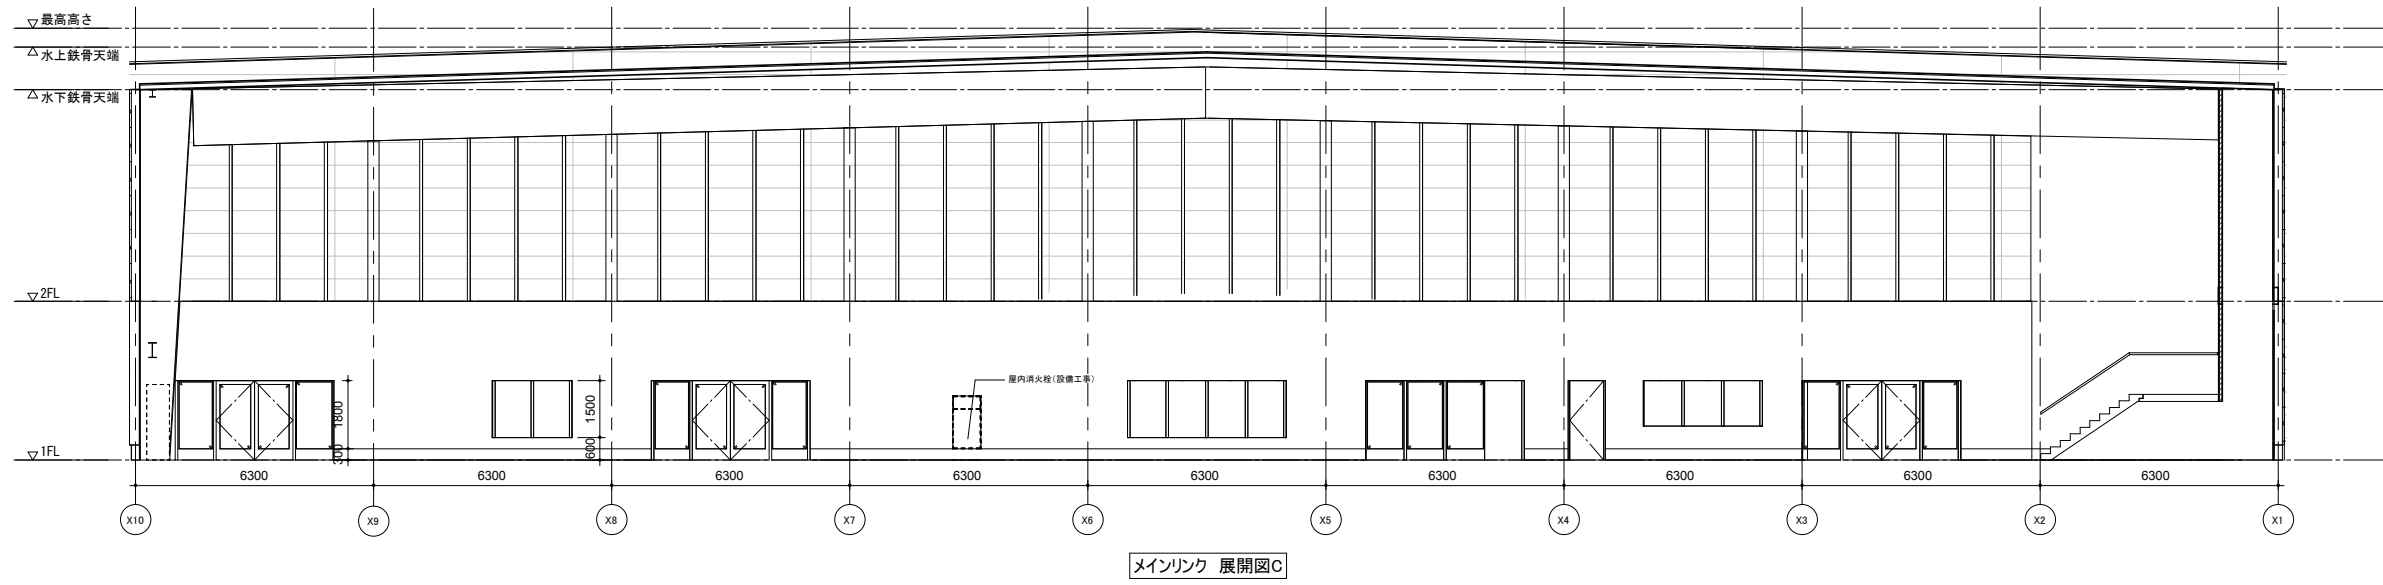 最高高さ
水上鉄骨天端
水下鉄骨天端
2FL
屋内消火栓(設備工事)
1800
1500
300
600
1FL
6300 6300 6300 6300 6300 6300 6300 6300 6300
X10 X9 X8 X7 X6 X5 X4 X3 X2 X1
メインリンク 展開図C